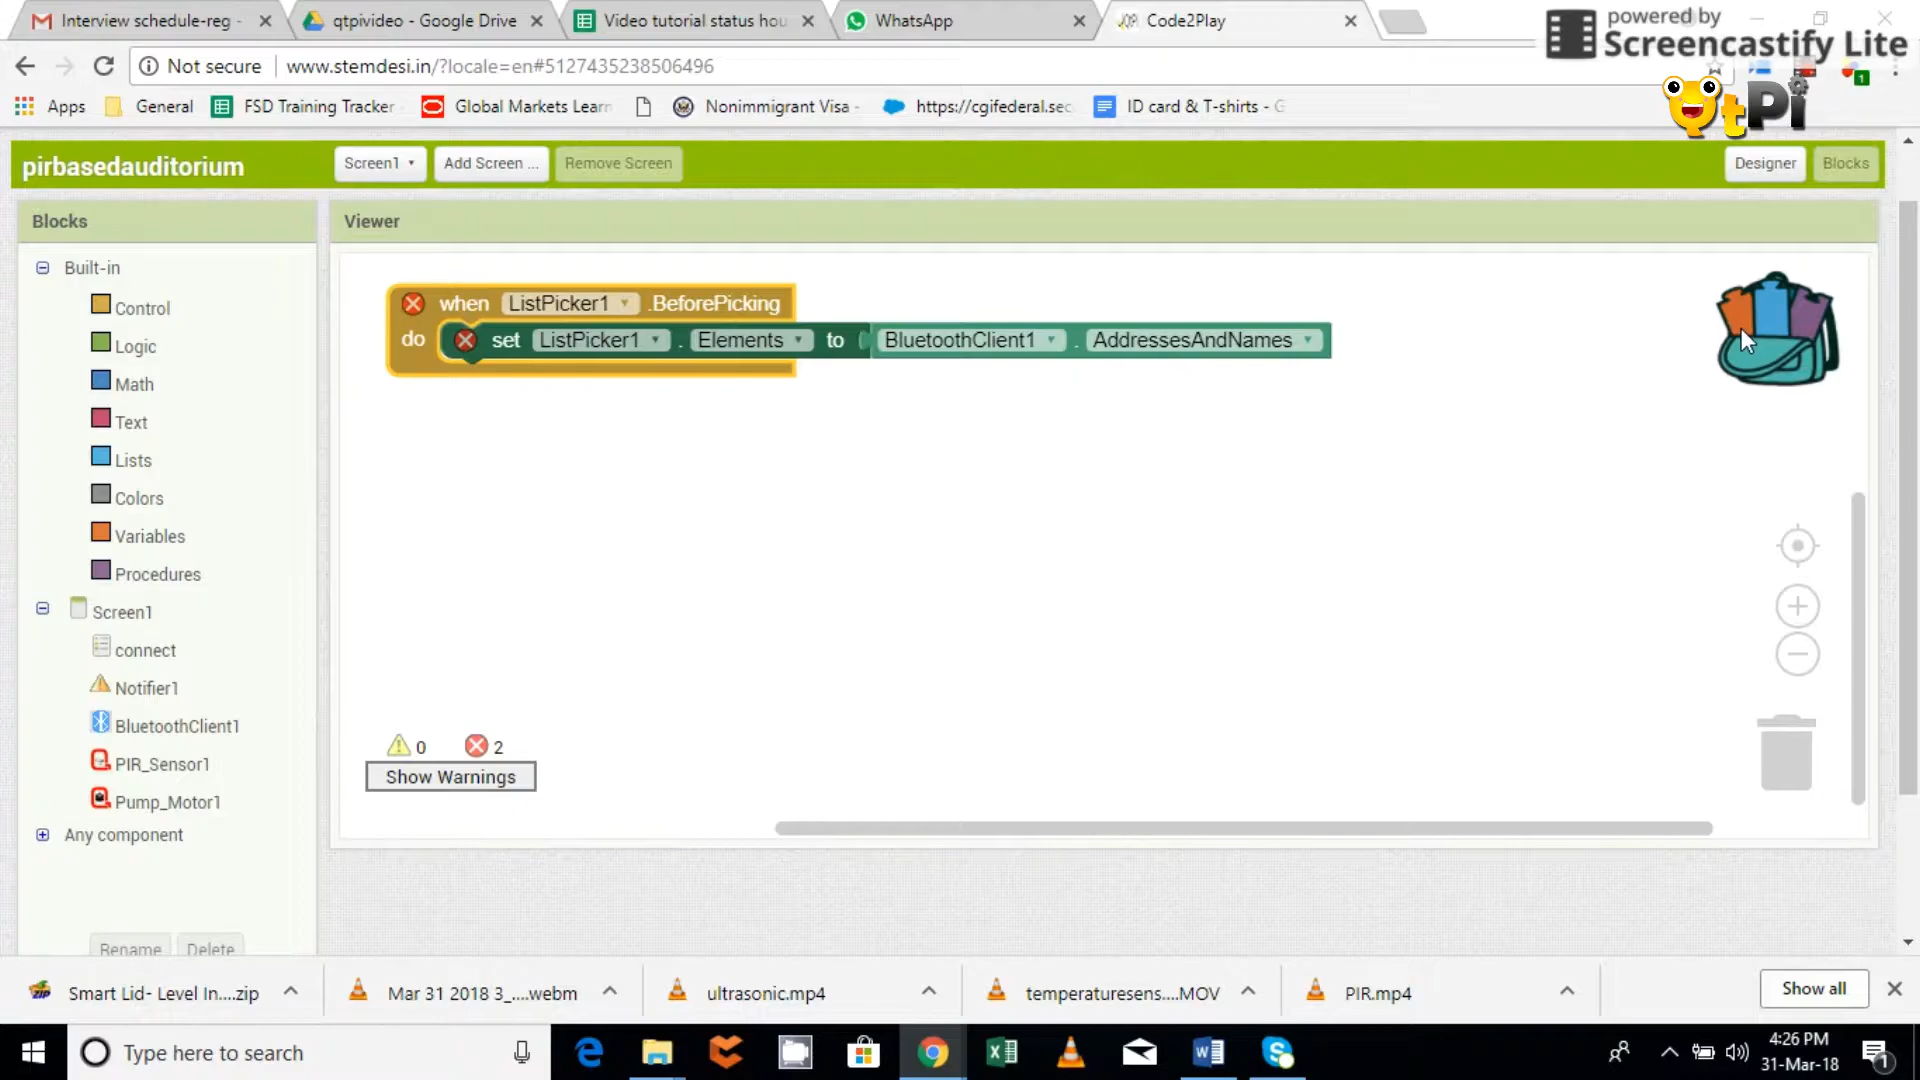 Interview schedule-reg -
qtpivideo - Google Drive
Video tutorial status hou
WhatsApp
Code2Play
powered by
Screencastify Lite
Not secure
www.stemdesi.in/?locale=en#5127435238506496
1
Apps
General
FSD Training Tracker
Global Markets Learn
Nonimmigrant Visa -
https://cgifederal.sec
ID card & T-shirts - G
QtPi
pirbasedauditorium
Screen1
Add Screen ...
Remove Screen
Designer
Blocks
Blocks
Viewer
Built-in
Control
Logic
Math
Text
Lists
Colors
Variables
Procedures
Screen1
connect
Notifier1
BluetoothClient1
PIR_Sensor1
Pump_Motor1
Any component
Rename
Delete
when ListPicker1 .BeforePicking
do set ListPicker1 . Elements to BluetoothClient1 . AddressesAndNames
0 2
Show Warnings
Smart Lid- Level In....zip
Mar 31 2018 3_....webm
ultrasonic.mp4
temperaturesens....MOV
PIR.mp4
Show all
Type here to search
4:26 PM
31-Mar-18
1